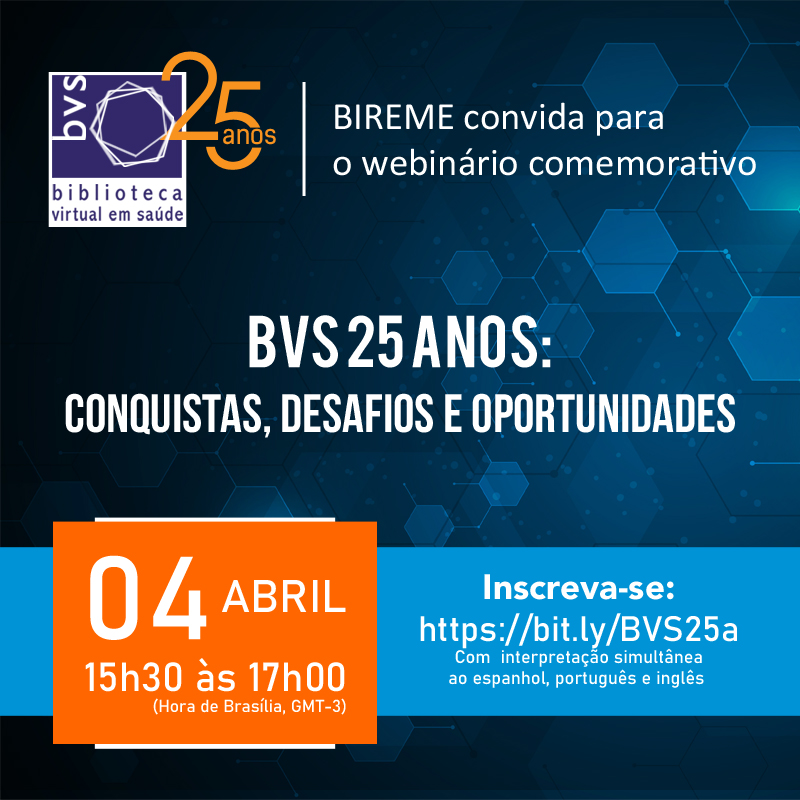 bvs
25
anos
biblioteca
virtual em saúde
BIREME convida para
o webinário comemorativo
BVS 25 ANOS:
CONQUISTAS, DESAFIOS E OPORTUNIDADES
04 ABRIL
15h30 às 17h00
(Hora de Brasília, GMT-3)
Inscreva-se:
https://bit.ly/BVS25a
Com interpretação simultânea
ao espanhol, português e inglês